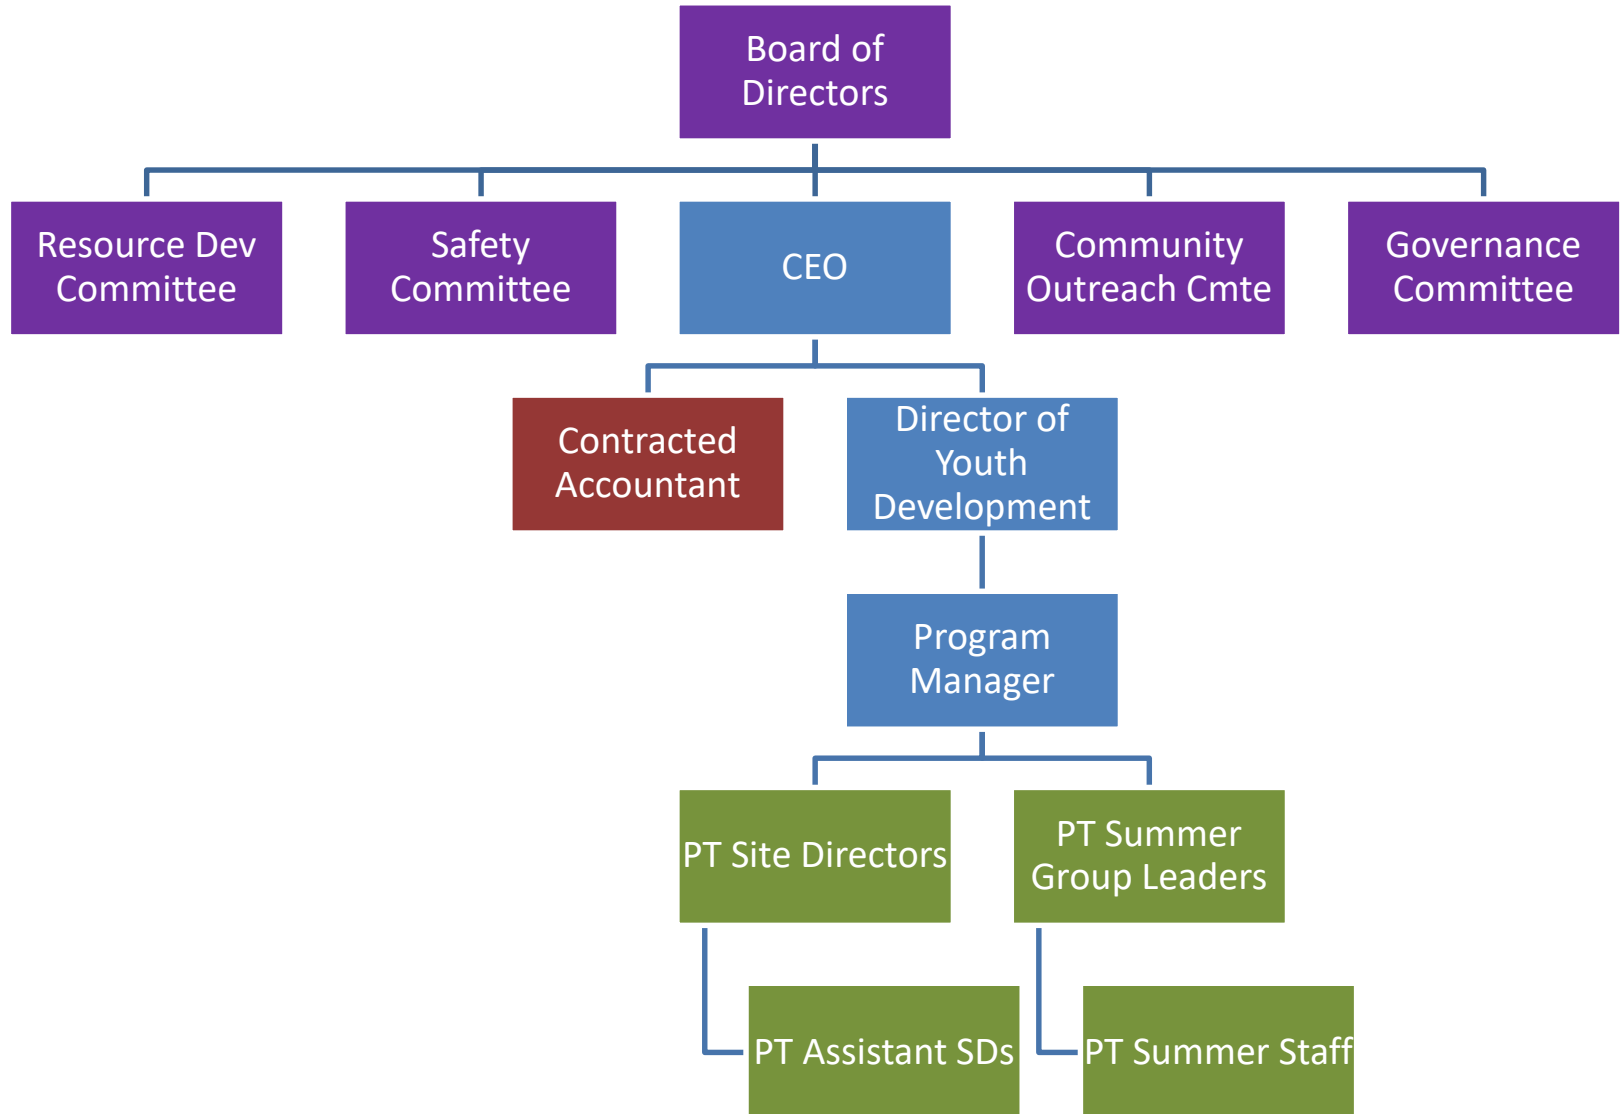 Board of
Directors
Resource Dev
Committee
Safety
Committee
CEO
Community
Outreach Cmte
Governance
Committee
Contracted
Accountant
Director of
Youth
Development
Program
Manager
PT Site Directors
PT Summer
Group Leaders
PT Assistant SDs
PT Summer Staff